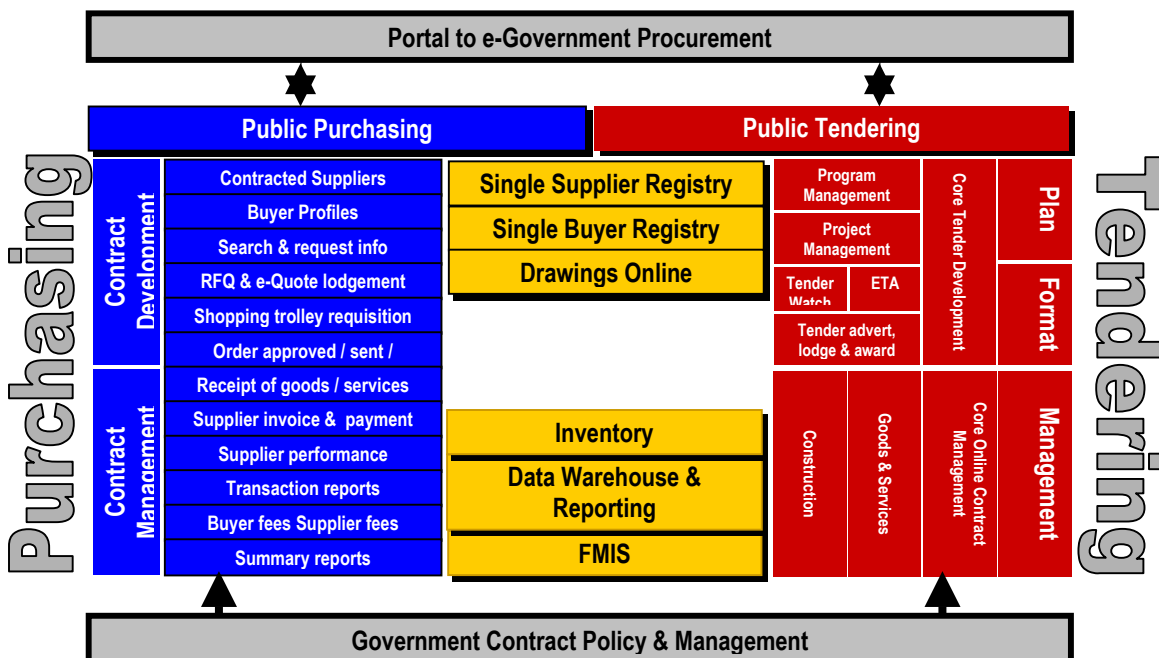 Portal to e-Government Procurement
Public Purchasing
Public Tendering
Purchasing
Contract
Development
Contract
Management
Contracted Suppliers
Buyer Profiles
Search & request info
RFQ & e-Quote lodgement
Shopping trolley requisition
Order approved / sent /
Receipt of goods / services
Supplier invoice & payment
Supplier performance
Transaction reports
Buyer fees Supplier fees
Summary reports
Single Supplier Registry
Single Buyer Registry
Drawings Online
Inventory
Data Warehouse &
Reporting
FMIS
Program
Management
Project
Management
Tender
Watch
ETA
Tender advert,
lodge & award
Core Tender Development
Plan
Format
Construction
Goods & Services
Core Online Contract
Management
Management
Tendering
Government Contract Policy & Management